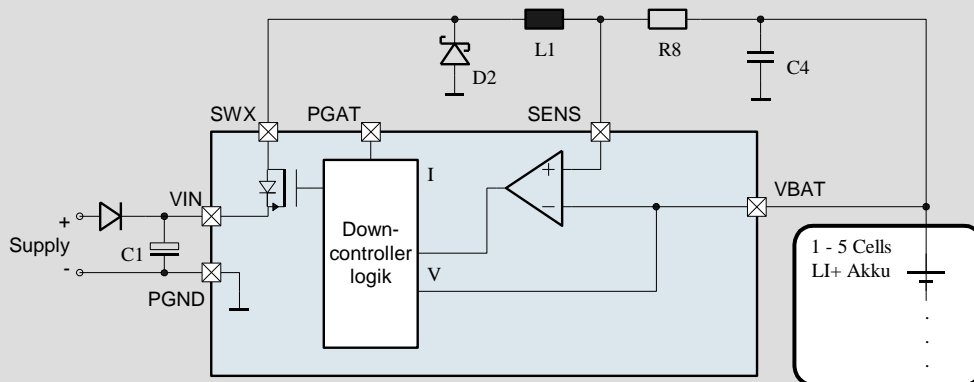 L1
R8
D2
C4
SWX
PGAT
SENS
I
+
VIN
VBAT
−
+
Supply
C1
Down-
controller
logik
1 - 5 Cells
LI+ Akku
-
V
PGND